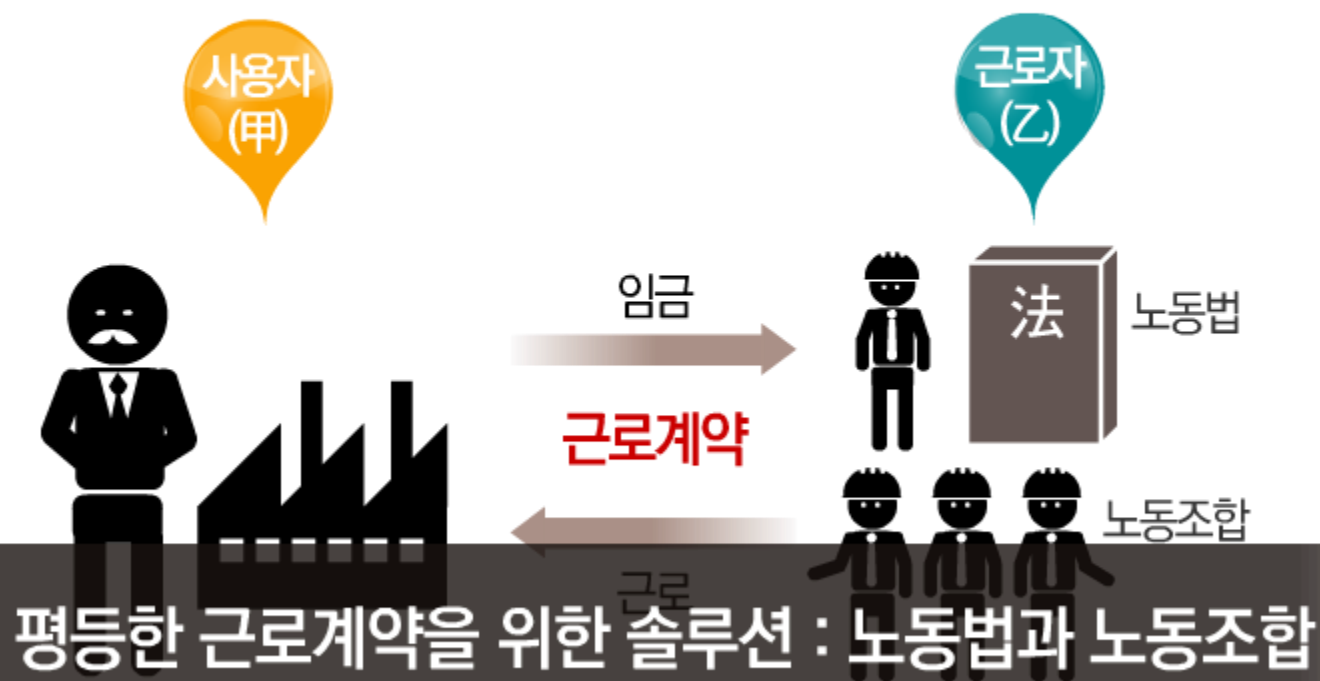 사용자
(甲)
근로자
(乙)
임금
근로계약
근로
法
노동법
노동조합
평등한 근로계약을 위한 솔루션 : 노동법과 노동조합